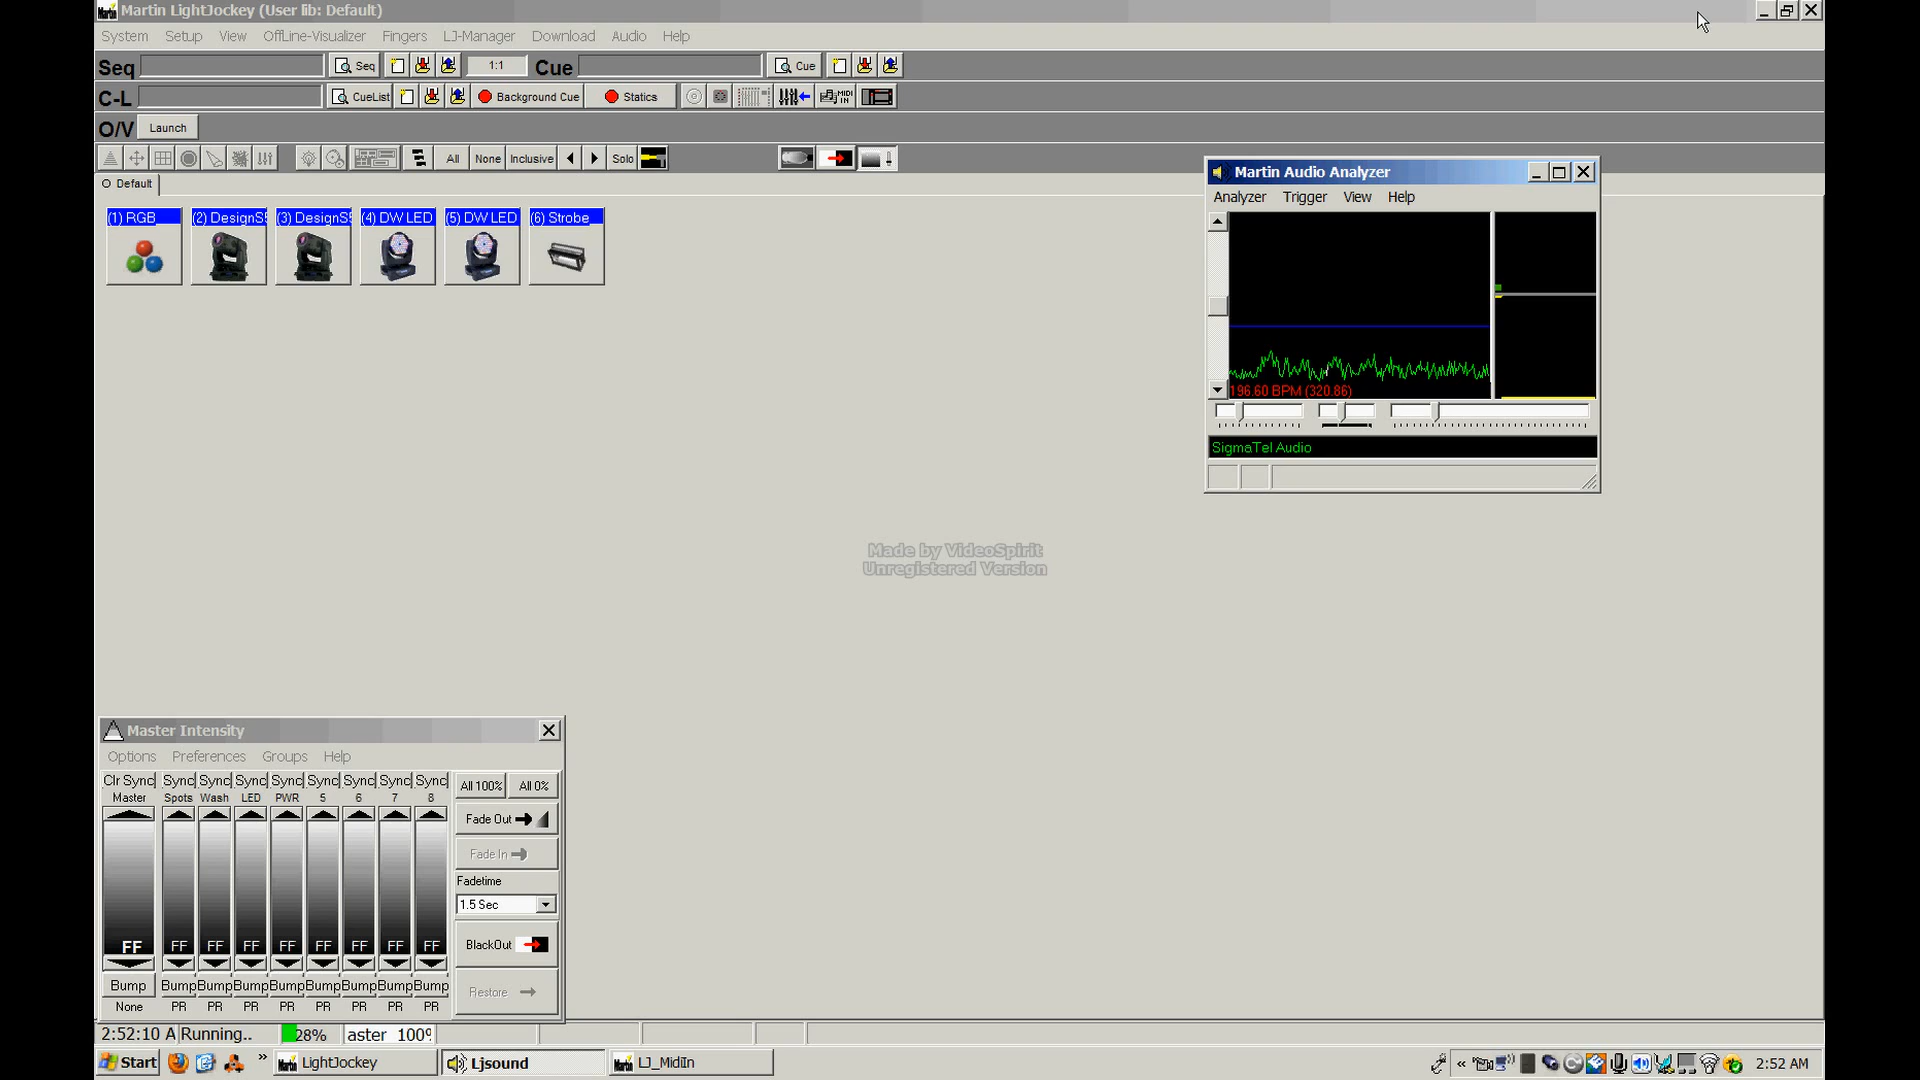 Martin LightJockey (User lib: Default)
System Setup View OffLine-Visualizer Fingers LJ-Manager Download Audio Help
Seq Seq 1:1 Cue Cue
C-L CueList Background Cue Statics MIDI IN
O/V Launch
All None Inclusive Solo
Default
(1) RGB (2) DesignS (3) DesignS (4) DW LED (5) DW LED (6) Strobe
Martin Audio Analyzer
Analyzer Trigger View Help
196.60 BPM (320.86)
SigmaTel Audio
Made by VideoSpirit
Unregistered Version
Master Intensity
Options Preferences Groups Help
Clr Sync Sync Sync Sync Sync Sync Sync Sync Sync
Master Spots Wash LED PWR 5 6 7 8
All 100% All 0%
Fade Out
Fade In
Fadetime
1.5 Sec
BlackOut
FF FF FF FF FF FF FF FF FF
Restore
Bump Bump Bump Bump Bump Bump Bump Bump Bump
None PR PR PR PR PR PR PR PR
2:52:10 A Running.. 28% aster 100%
Start LightJockey Ljsound LJ_MidiIn 2:52 AM